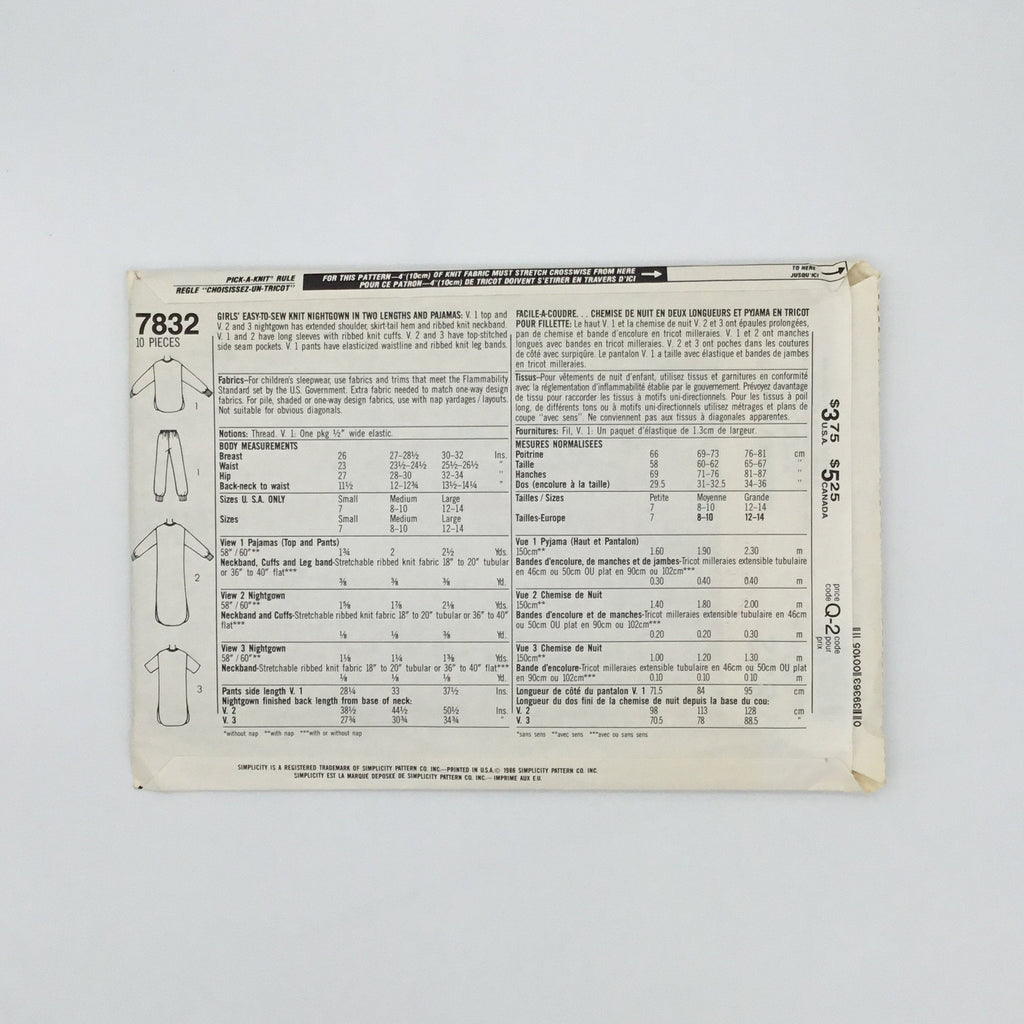 PICK-A-KNIT® RULE
REGLE "CHOISISSEZ-UN-TRICOT"
FOR THIS PATTERN—4"(10cm) OF KNIT FABRIC MUST STRETCH CROSSWISE FROM HERE
POUR CE PATRON—4"(10cm) DE TRICOT DOIVENT S'ETIRER EN TRAVERS D'ICI
TO HERE
JUSQU'ICI
7832
10 PIECES
1
1
2
3
GIRLS' EASY-TO-SEW KNIT NIGHTGOWN IN TWO LENGTHS AND PAJAMAS: V. 1 top and
V. 2 and 3 nightgown has extended shoulder, skirt-tail hem and ribbed knit neckband.
V. 1 and 2 have long sleeves with ribbed knit cuffs. V. 2 and 3 have top-stitched
side seam pockets. V. 1 pants have elasticized waistline and ribbed knit leg bands.
Fabrics–For children's sleepwear, use fabrics and trims that meet the Flammability
Standard set by the U.S. Government. Extra fabric needed to match one-way design
fabrics. For pile, shaded or one-way design fabrics, use with nap yardages / layouts.
Not suitable for obvious diagonals.
Notions: Thread. V. 1: One pkg ½" wide elastic.
BODY MEASUREMENTS
Breast 26 27–28½ 30–32 Ins.
Waist 23 23½–24½ 25½–26½ "
Hip 27 28–30 32–34 "
Back-neck to waist 11½ 12–12¾ 13½–14¼ "
Sizes U. S.A. ONLY Small Medium Large
7 8–10 12–14
Sizes Small Medium Large
7 8–10 12–14
View 1 Pajamas (Top and Pants)
58" / 60"** 1¾ 2 2½ Yds.
Neckband, Cuffs and Leg band-Stretchable ribbed knit fabric 18" to 20" tubular
or 36" to 40" flat***
⅜ ⅜ ⅜ Yd.
View 2 Nightgown
58" / 60"** 1⅝ 1⅞ 2⅛ Yds.
Neckband and Cuffs-Stretchable ribbed knit fabric 18" to 20" tubular or 36" to 40"
flat***
⅛ ⅛ ⅜ Yd.
View 3 Nightgown
58" / 60"** 1⅛ 1¼ 1⅜ Yds.
Neckband-Stretchable ribbed knit fabric 18" to 20" tubular or 36" to 40" flat***
⅛ ⅛ ⅛ Yd.
Pants side length V. 1 28¼ 33 37½ Ins.
Nightgown finished back length from base of neck:
V. 2 38½ 44½ 50½ Ins.
V. 3 27¾ 30¾ 34¾ "
*without nap **with nap ***with or without nap
FACILE-A-COUDRE. . . CHEMISE DE NUIT EN DEUX LONGUEURS ET PYJAMA EN TRICOT
POUR FILLETTE: Le haut V. 1 et la chemise de nuit V. 2 et 3 ont épaules prolongées,
pan de chemise et bande d'encolure en tricot milleraies. V. 1 et 2 ont manches
longues avec bandes en tricot milleraies. V. 2 et 3 ont poches dans les coutures
de côté avec surpiqûre. Le pantalon V. 1 a taille avec élastique et bandes de jambes
en tricot milleraies.
Tissus–Pour vêtements de nuit d'enfant, utilisez tissus et garnitures en conformité
avec la réglementation d'inflammabilité établie par le gouvernement. Prévoyez davantage
de tissu pour raccorder les tissus à motifs uni-directionnels. Pour les tissus à poil
long, de différents tons ou à motifs uni-directionnels utilisez métrages et plans de
coupe "avec sens". Ne conviennent pas aux tissus à diagonales apparentes.
Fournitures: Fil, V. 1: Un paquet d'élastique de 1.3cm de largeur.
MESURES NORMALISEES
Poitrine 66 69–73 76–81 cm
Taille 58 60–62 65–67 "
Hanches 69 71–76 81–87 "
Dos (encolure à la taille) 29.5 31–32.5 34–36 "
Tailles / Sizes Petite Moyenne Grande
7 8–10 12–14
Tailles-Europe 7 8–10 12–14
Vue 1 Pyjama (Haut et Pantalon)
150cm** 1.60 1.90 2.30 m
Bandes d'encolure, de manches et de jambes-Tricot milleraies extensible tubulaire
en 46cm ou 50cm OU plat en 90cm ou 102cm***
0.30 0.40 0.40 m
Vue 2 Chemise de Nuit
150cm** 1.40 1.80 2.00 m
Bandes d'encolure et de manches-Tricot milleraies extensible tubulaire en 46cm
ou 50cm OU plat en 90cm ou 102cm***
0.20 0.20 0.30 m
Vue 3 Chemise de Nuit
150cm** 1.00 1.20 1.30 m
Bande d'encolure-Tricot milleraies extensible tubulaire en 46cm ou 50cm OU plat
en 90cm ou 102cm***
0.10 0.10 0.10 m
Longueur de côté du pantalon V. 1 71.5 84 95 cm
Longueur du dos fini de la chemise de nuit depuis la base du cou:
V. 2 98 113 128 cm
V. 3 70.5 78 88.5 "
*sans sens **avec sens ***avec ou sans sens
$3.75 U.S.A.
$5.25 CANADA
price code Q-2 code pour prix
039363 00105
SIMPLICITY IS A REGISTERED TRADEMARK OF SIMPLICITY PATTERN CO. INC.—PRINTED IN U.S.A.© 1986 SIMPLICITY PATTERN CO. INC.
SIMPLICITY EST LA MARQUE DEPOSEE DE SIMPLICITY PATTERN CO. INC.—IMPRIME AUX E.U.